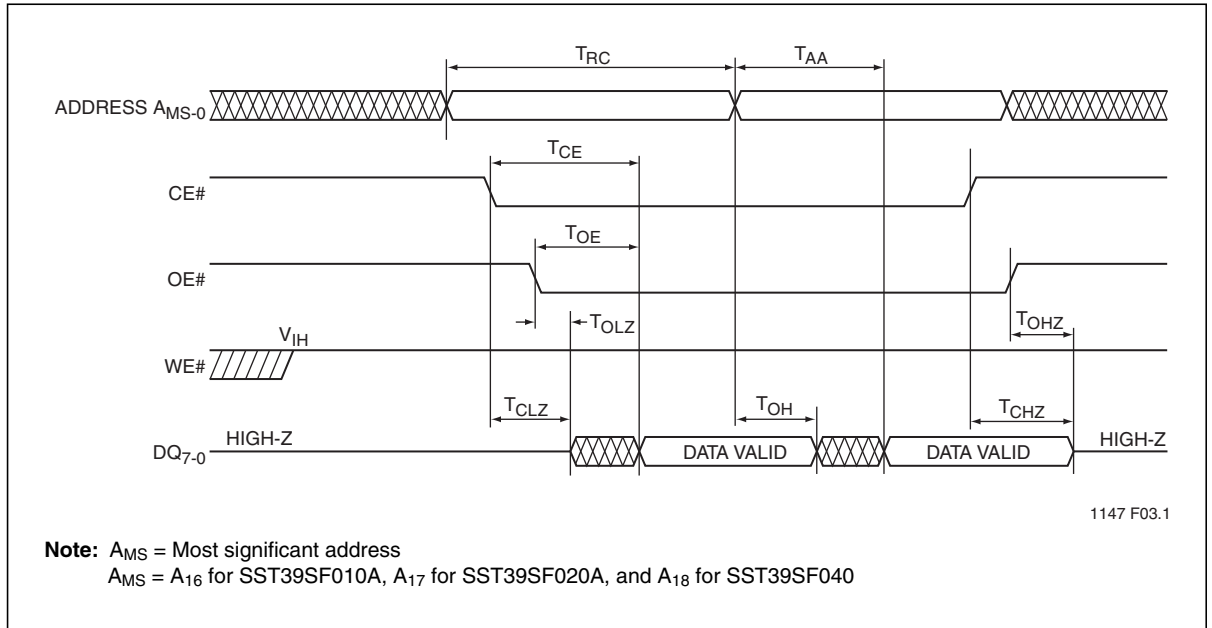 TRC
TAA
ADDRESS AMS-0
TCE
CE#
TOE
OE#
TOLZ
TOHZ
VIH
WE#
TCLZ
TOH
TCHZ
HIGH-Z
DATA VALID
DATA VALID
HIGH-Z
DQ7-0
1147 F03.1
Note: AMS = Most significant address
AMS = A16 for SST39SF010A, A17 for SST39SF020A, and A18 for SST39SF040